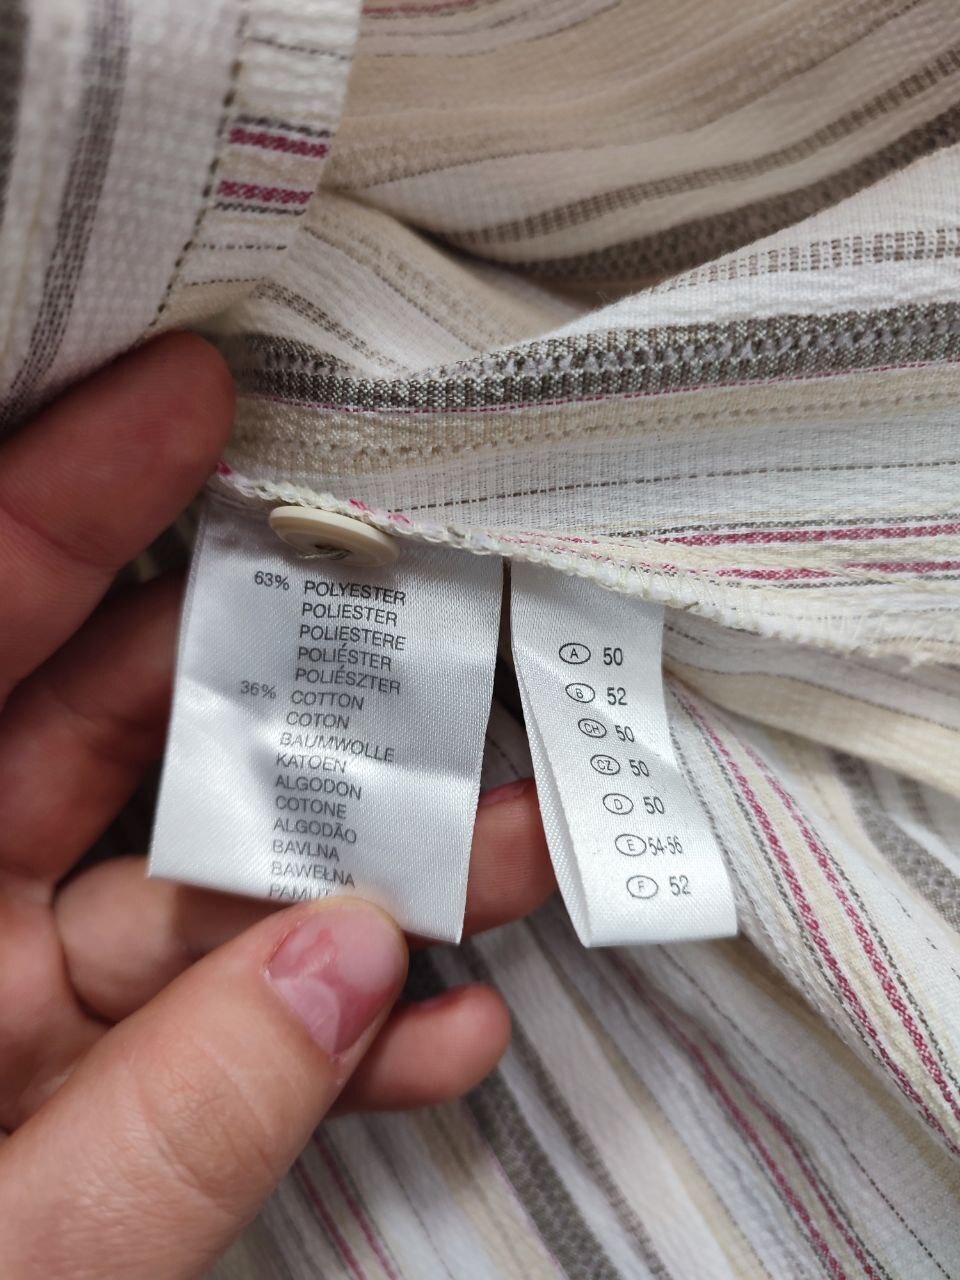 63% POLYESTER
POLIESTER
POLIESTERE
POLIÉSTER
POLIÉSZTER
36% COTTON
COTON
BAUMWOLLE
KATOEN
ALGODON
COTONE
ALGODÃO
BAVLNA
BAWEŁNA
PAMUT
A 50
B 52
CH 50
CZ 50
D 50
E 54-56
F 52